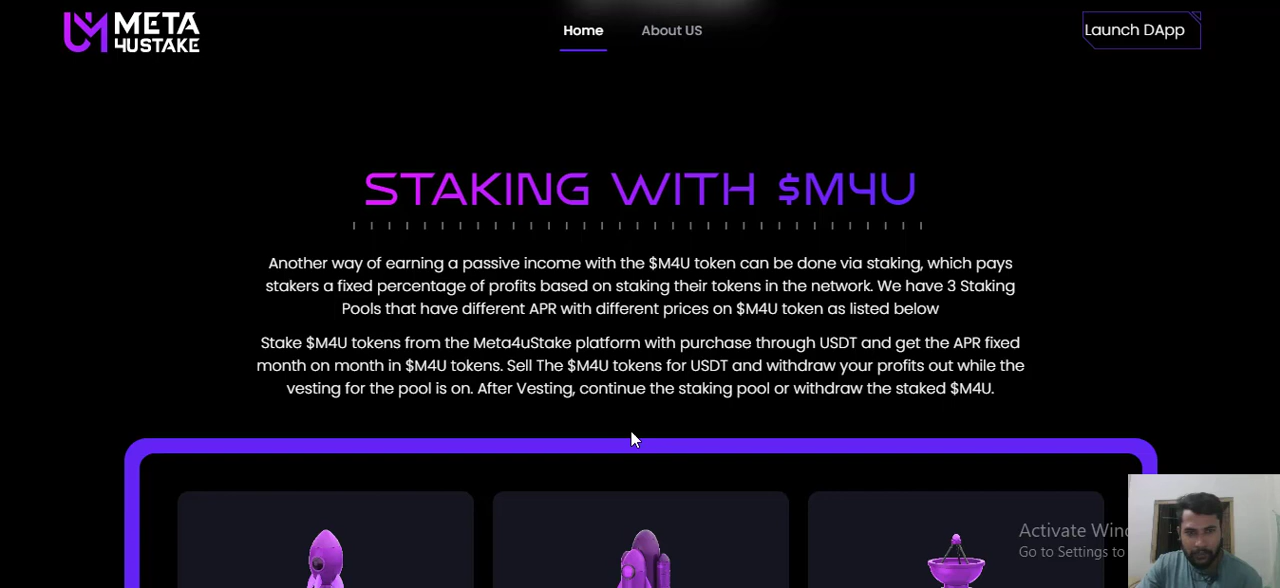 META
4USTAKE
Home
About US
Launch DApp
STAKING WITH $M4U
Another way of earning a passive income with the $M4U token can be done via staking, which pays
stakers a fixed percentage of profits based on staking their tokens in the network. We have 3 Staking
Pools that have different APR with different prices on $M4U token as listed below
Stake $M4U tokens from the Meta4uStake platform with purchase through USDT and get the APR fixed
month on month in $M4U tokens. Sell The $M4U tokens for USDT and withdraw your profits out while the
vesting for the pool is on. After Vesting, continue the staking pool or withdraw the staked $M4U.
Activate
Go to Settings to